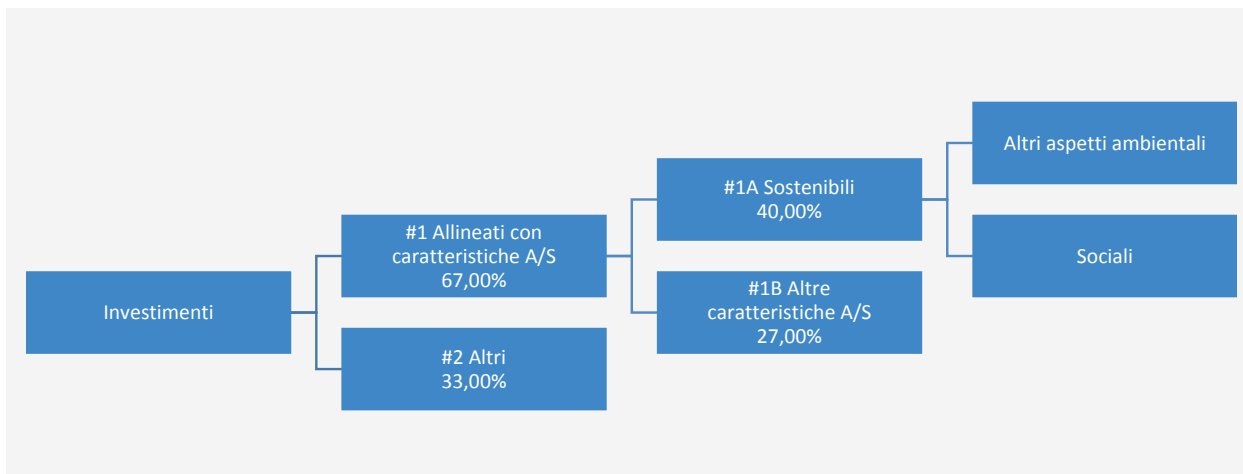 Investimenti
#1 Allineati con
caratteristiche A/S
67,00%
#2 Altri
33,00%
#1A Sostenibili
40,00%
#1B Altre
caratteristiche A/S
27,00%
Altri aspetti ambientali
Sociali